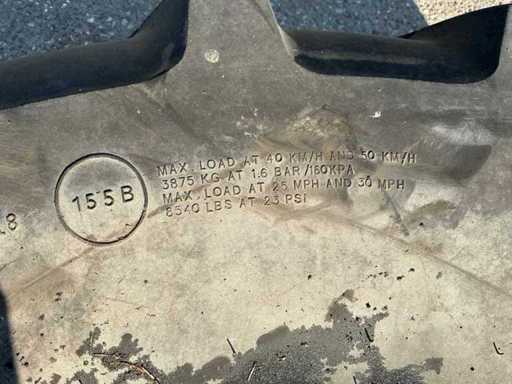 MAX. LOAD AT 40 KM/H AND 50 KM/H
3875 KG AT 1.6 BAR/160KPA
MAX. LOAD AT 25 MPH AND 30 MPH
8540 LBS AT 23 PSI
155B
8